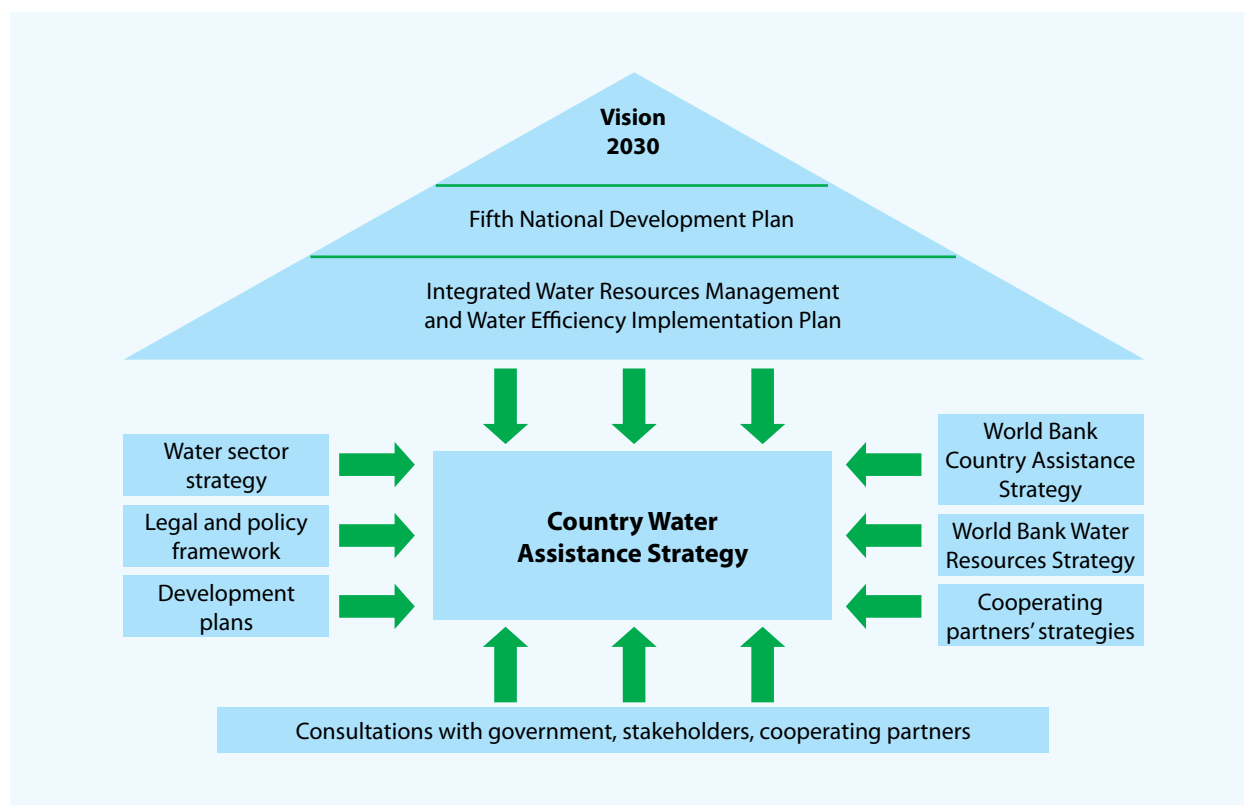 Vision
2030
Fifth National Development Plan
Integrated Water Resources Management
and Water Efficiency Implementation Plan
Water sector
strategy
Legal and policy
framework
Development
plans
Country Water
Assistance Strategy
World Bank
Country Assistance
Strategy
World Bank Water
Resources Strategy
Cooperating
partners’ strategies
Consultations with government, stakeholders, cooperating partners